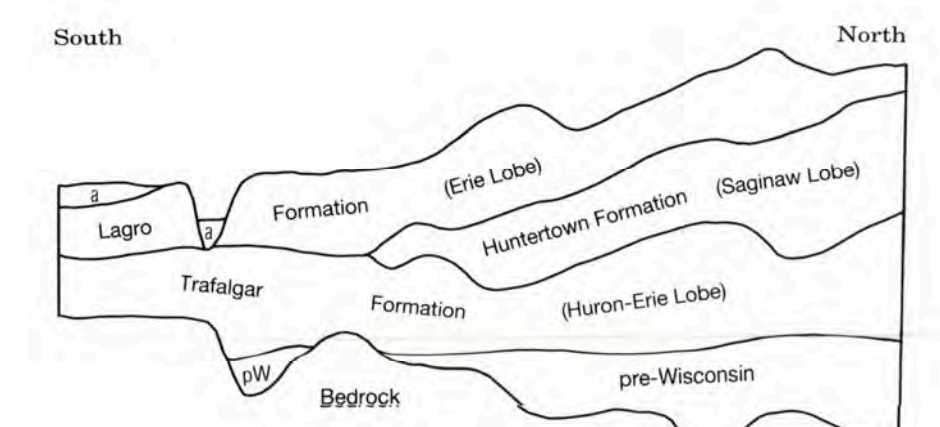 South
North
a
Lagro
a
Formation
(Erie Lobe)
Huntertown Formation
(Saginaw Lobe)
Trafalgar
Formation
(Huron-Erie Lobe)
pW
Bedrock
pre-Wisconsin